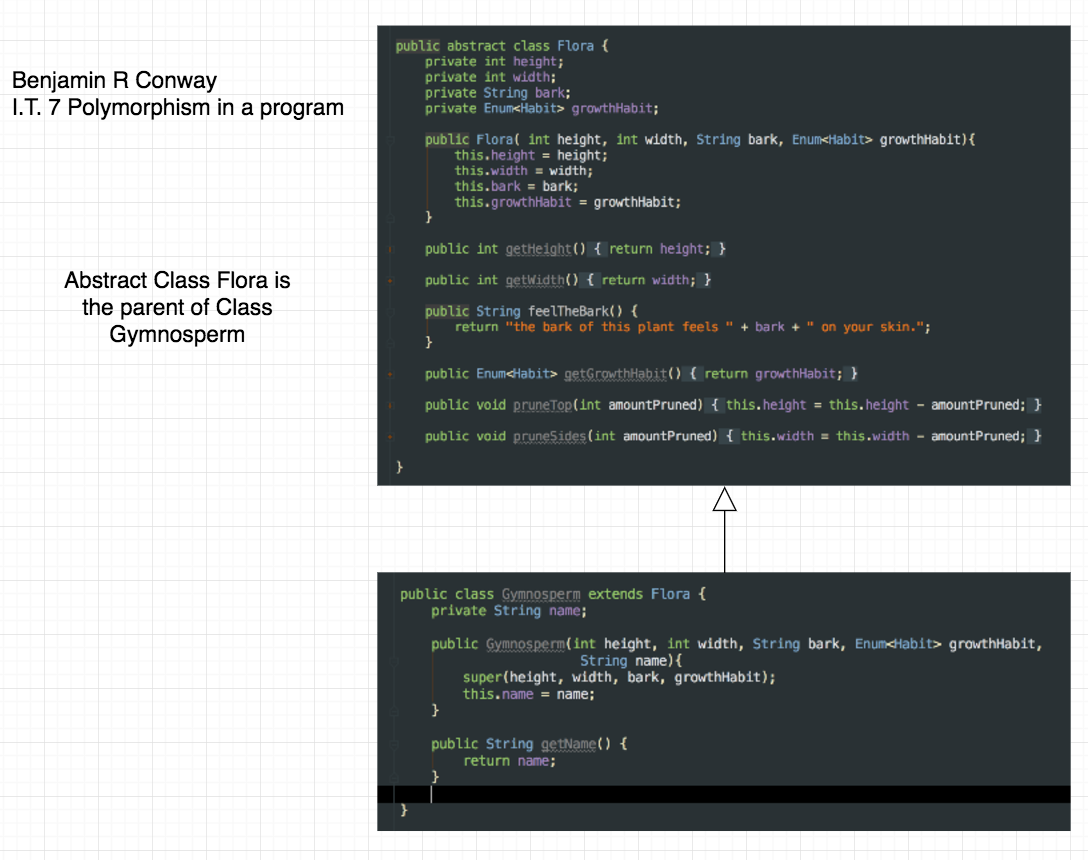 Benjamin R Conway
I.T. 7 Polymorphism in a program
Abstract Class Flora is
the parent of Class
Gymnosperm
public abstract class Flora {
private int height;
private int width;
private String bark;
private Enum<Habit> growthHabit;
public Flora( int height, int width, String bark, Enum<Habit> growthHabit){
this.height = height;
this.width = width;
this.bark = bark;
this.growthHabit = growthHabit;
}
public int getHeight() { return height; }
public int getWidth() { return width; }
public String feelTheBark() {
return "the bark of this plant feels " + bark + " on your skin.";
}
public Enum<Habit> getGrowthHabit() { return growthHabit; }
public void pruneTop(int amountPruned) { this.height = this.height - amountPruned; }
public void pruneSides(int amountPruned) { this.width = this.width - amountPruned; }
}
public class Gymnosperm extends Flora {
private String name;
public Gymnosperm(int height, int width, String bark, Enum<Habit> growthHabit,
String name){
super(height, width, bark, growthHabit);
this.name = name;
}
public String getName() {
return name;
}
}